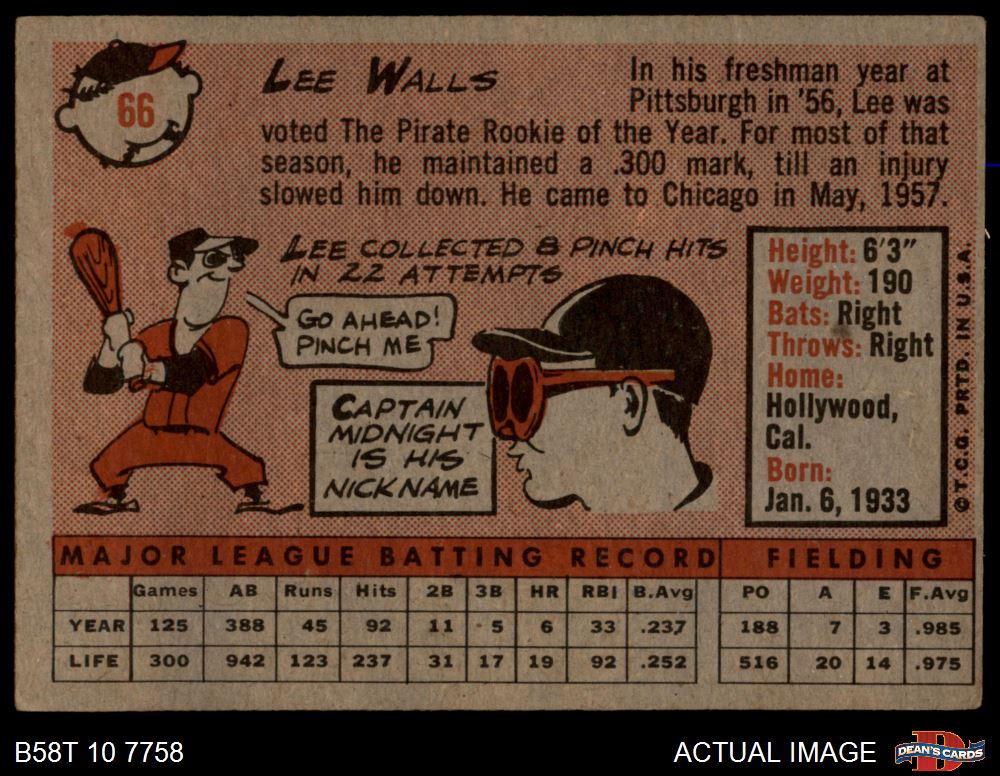 66
LEE WALLS
In his freshman year at
Pittsburgh in '56, Lee was
voted The Pirate Rookie of the Year. For most of that
season, he maintained a .300 mark, till an injury
slowed him down. He came to Chicago in May, 1957.
LEE COLLECTED 8 PINCH HITS
IN 22 ATTEMPTS
GO AHEAD!
PINCH ME
CAPTAIN
MIDNIGHT
IS HIS
NICKNAME
Height: 6'3"
Weight: 190
Bats: Right
Throws: Right
Home:
Hollywood,
Cal.
Born:
Jan. 6, 1933
©T.C.G. PRTD. IN U.S.A.
MAJOR LEAGUE BATTING RECORD FIELDING
Games AB Runs Hits 2B 3B HR RBI B.Avg PO A E F.Avg
YEAR 125 388 45 92 11 5 6 33 .237 188 7 3 .985
LIFE 300 942 123 237 31 17 19 92 .252 516 20 14 .975
B58T 10 7758
ACTUAL IMAGE
DEAN'S CARDS